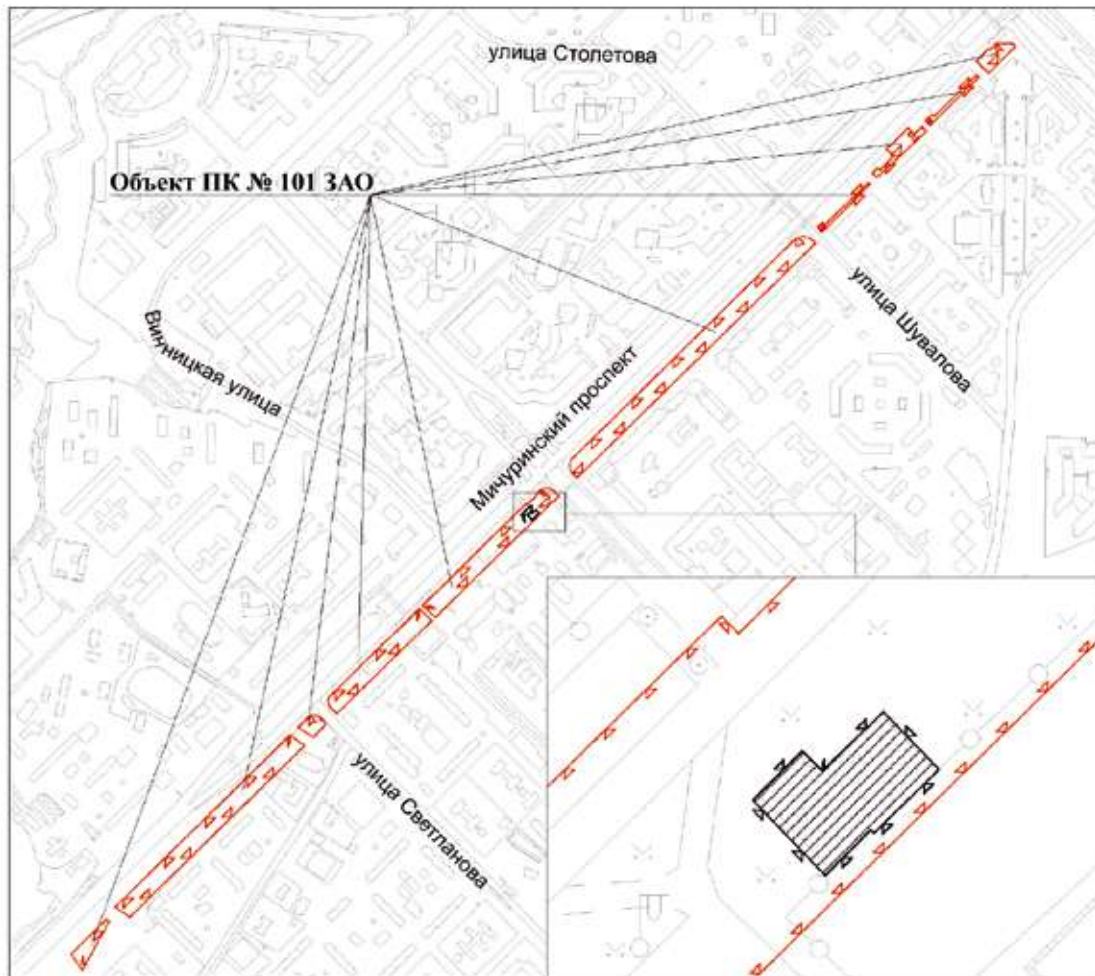 улица Столетова
Объект ПК № 101 ЗАО
улица Шувалова
Винницкая улица
Мичуринский проспект
улица Светланова